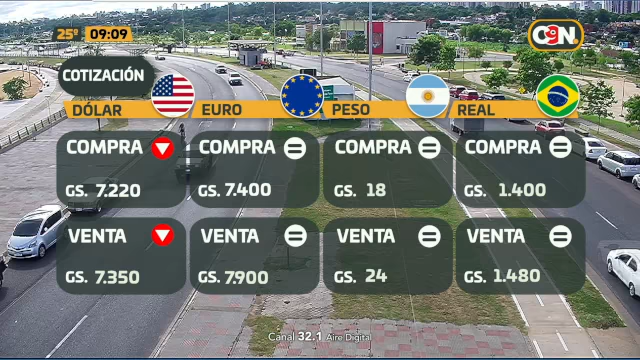 25° 09:09
C9N
COTIZACIÓN
DÓLAR EURO PESO REAL
COMPRA COMPRA COMPRA COMPRA
GS. 7.220 GS. 7.400 GS. 18 GS. 1.400
VENTA VENTA VENTA VENTA
GS. 7.350 GS. 7.900 GS. 24 GS. 1.480
Canal 32.1 Aire Digital